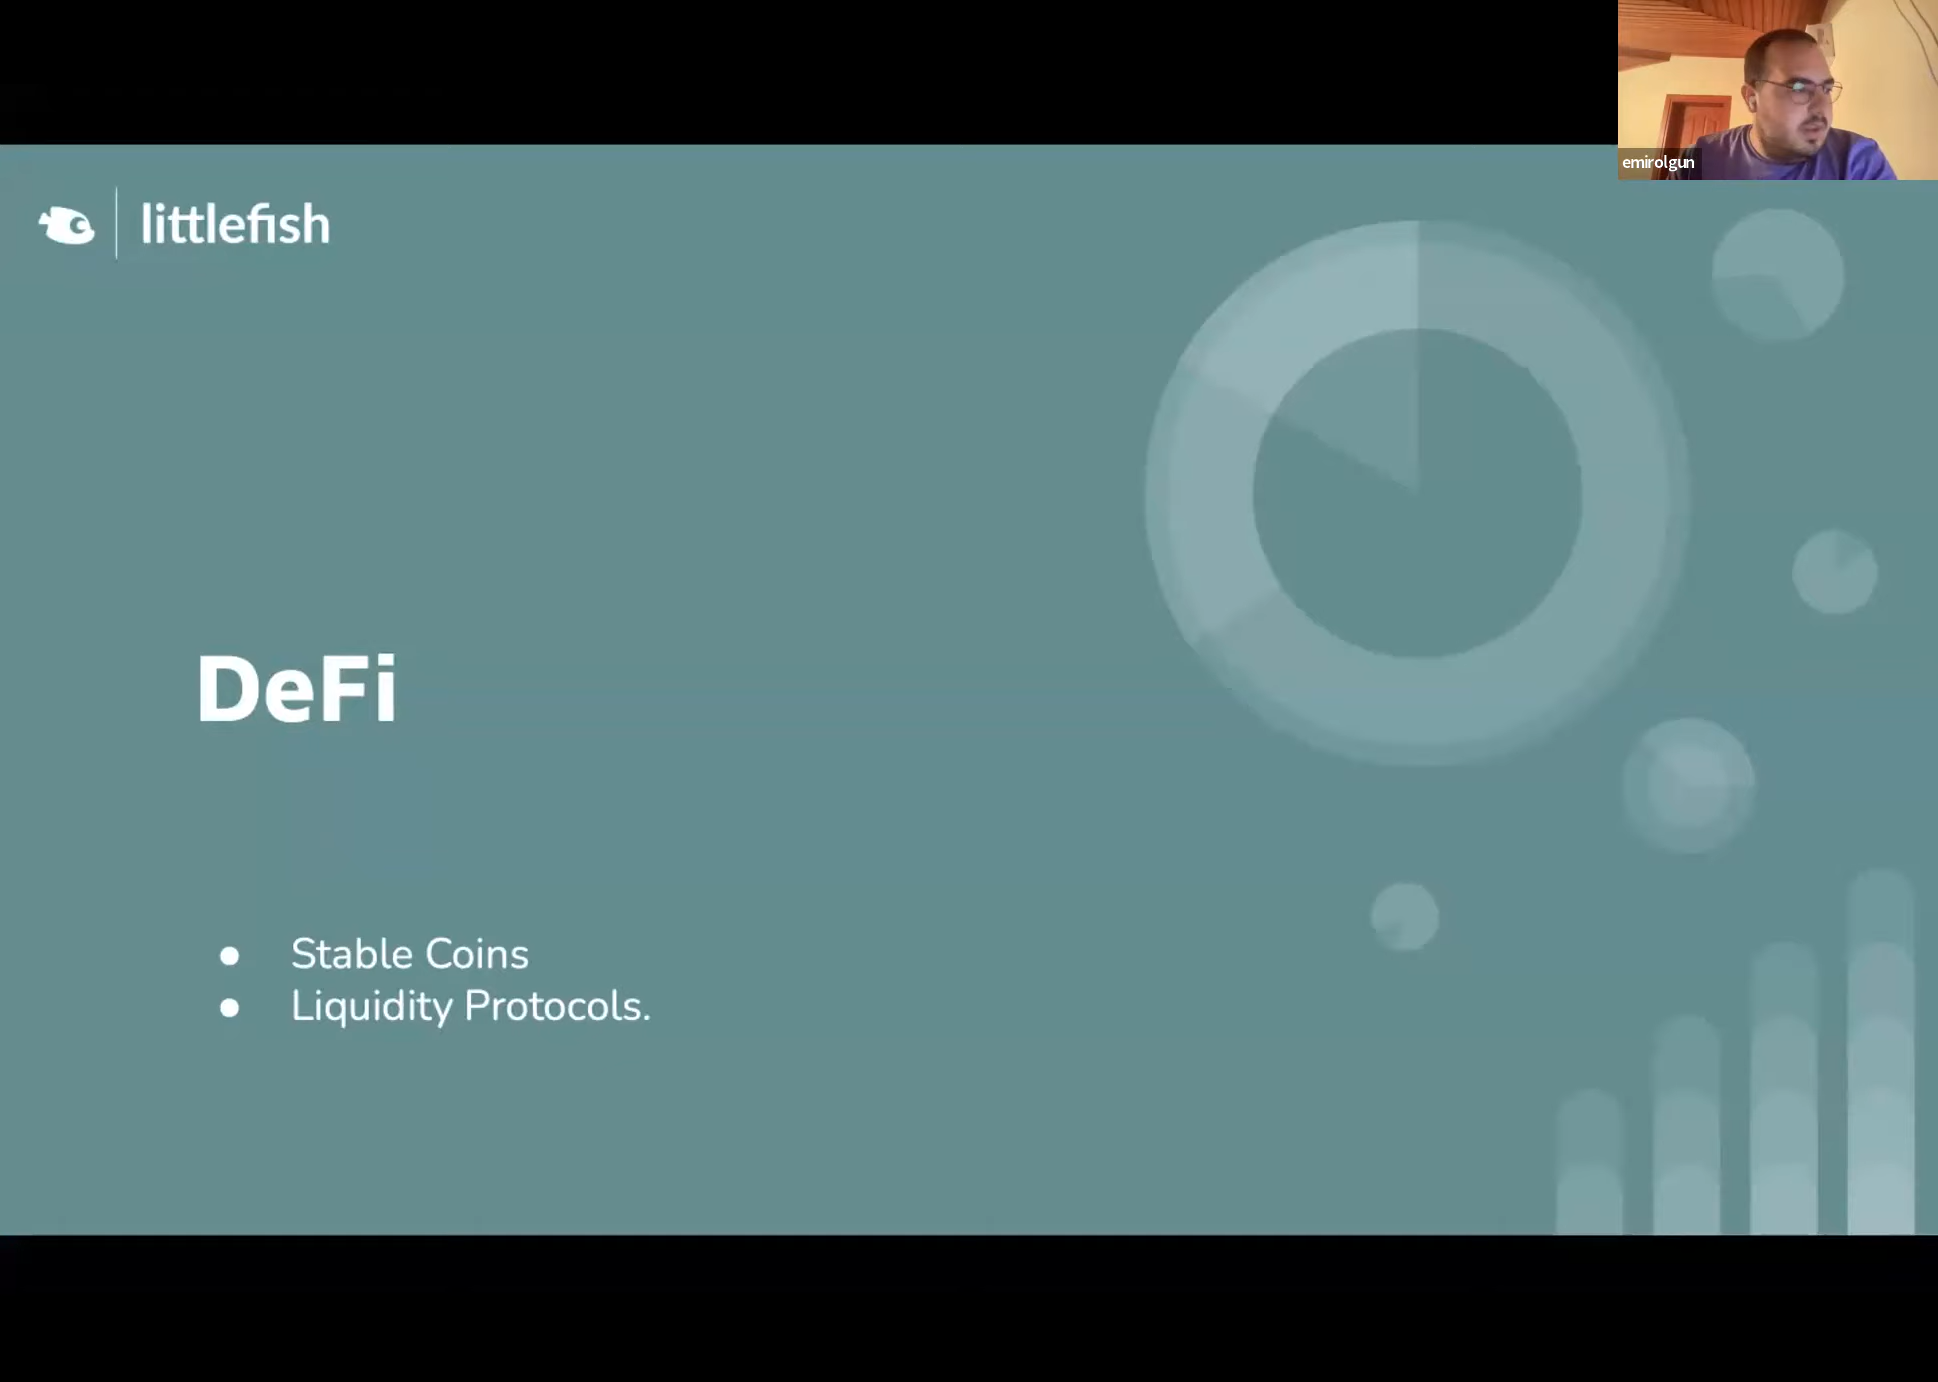 emirolgun
littlefish
DeFi
● Stable Coins
● Liquidity Protocols.